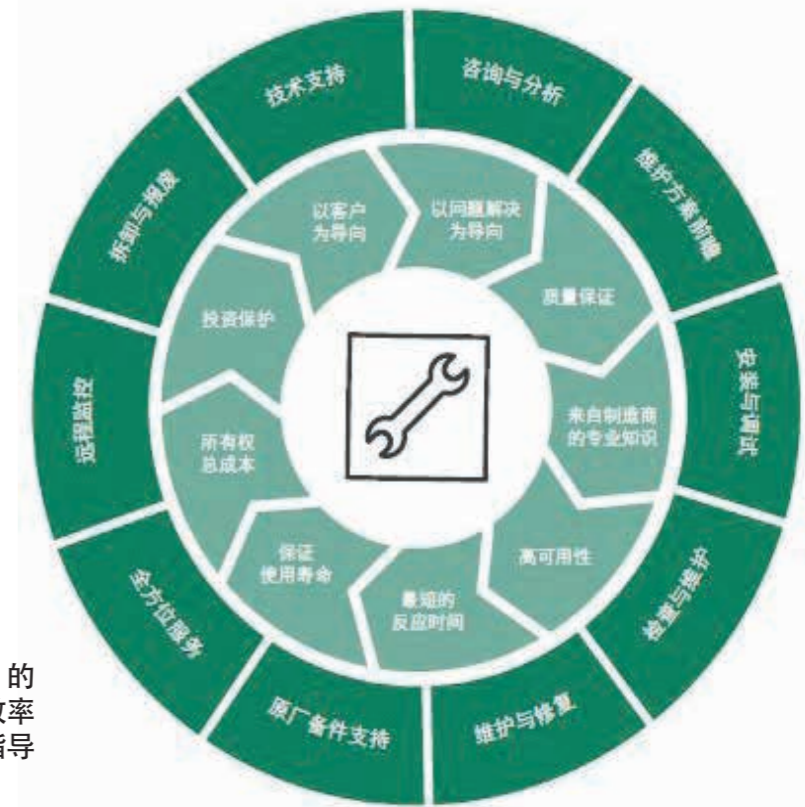 技术支持
咨询与分析
维护方案前瞻
安装与调试
检查与维护
维护与修复
原厂备件支持
全方位服务
远程监控
拆卸与报废
以客户
为导向
以问题解决
为导向
质量保证
来自制造商
的专业知识
高可用性
最短的
反应时间
保证
使用寿命
所有权
总成本
投资保护
的
效率
指导